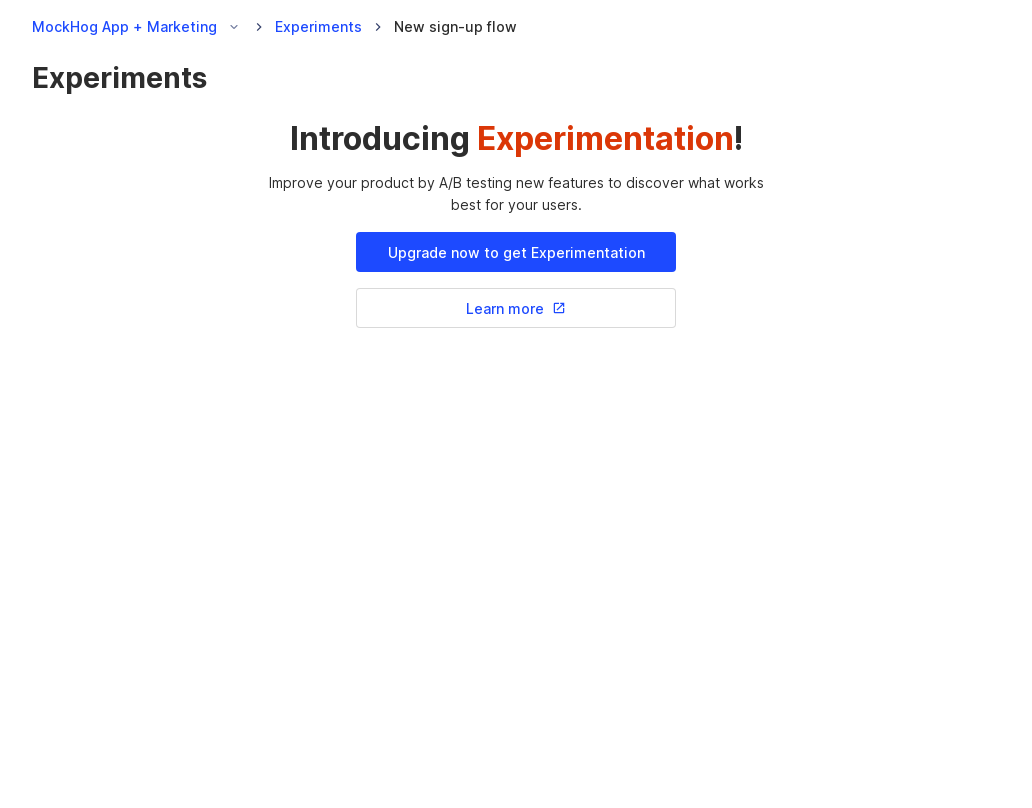 MockHog App + Marketing Experiments New sign-up flow
Experiments
Introducing Experimentation!
Improve your product by A/B testing new features to discover what works
best for your users.
Upgrade now to get Experimentation
Learn more